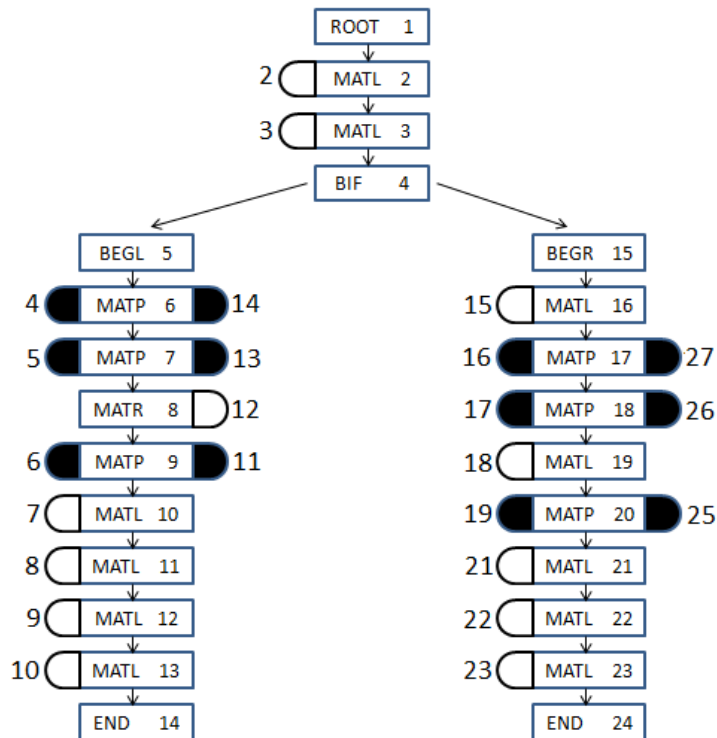 ROOT 1
2 MATL 2
3 MATL 3
BIF 4
BEGL 5
4 MATP 6 14
5 MATP 7 13
MATR 8 12
6 MATP 9 11
7 MATL 10
8 MATL 11
9 MATL 12
10 MATL 13
END 14
BEGR 15
15 MATL 16
16 MATP 17 27
17 MATP 18 26
18 MATL 19
19 MATP 20 25
21 MATL 21
22 MATL 22
23 MATL 23
END 24